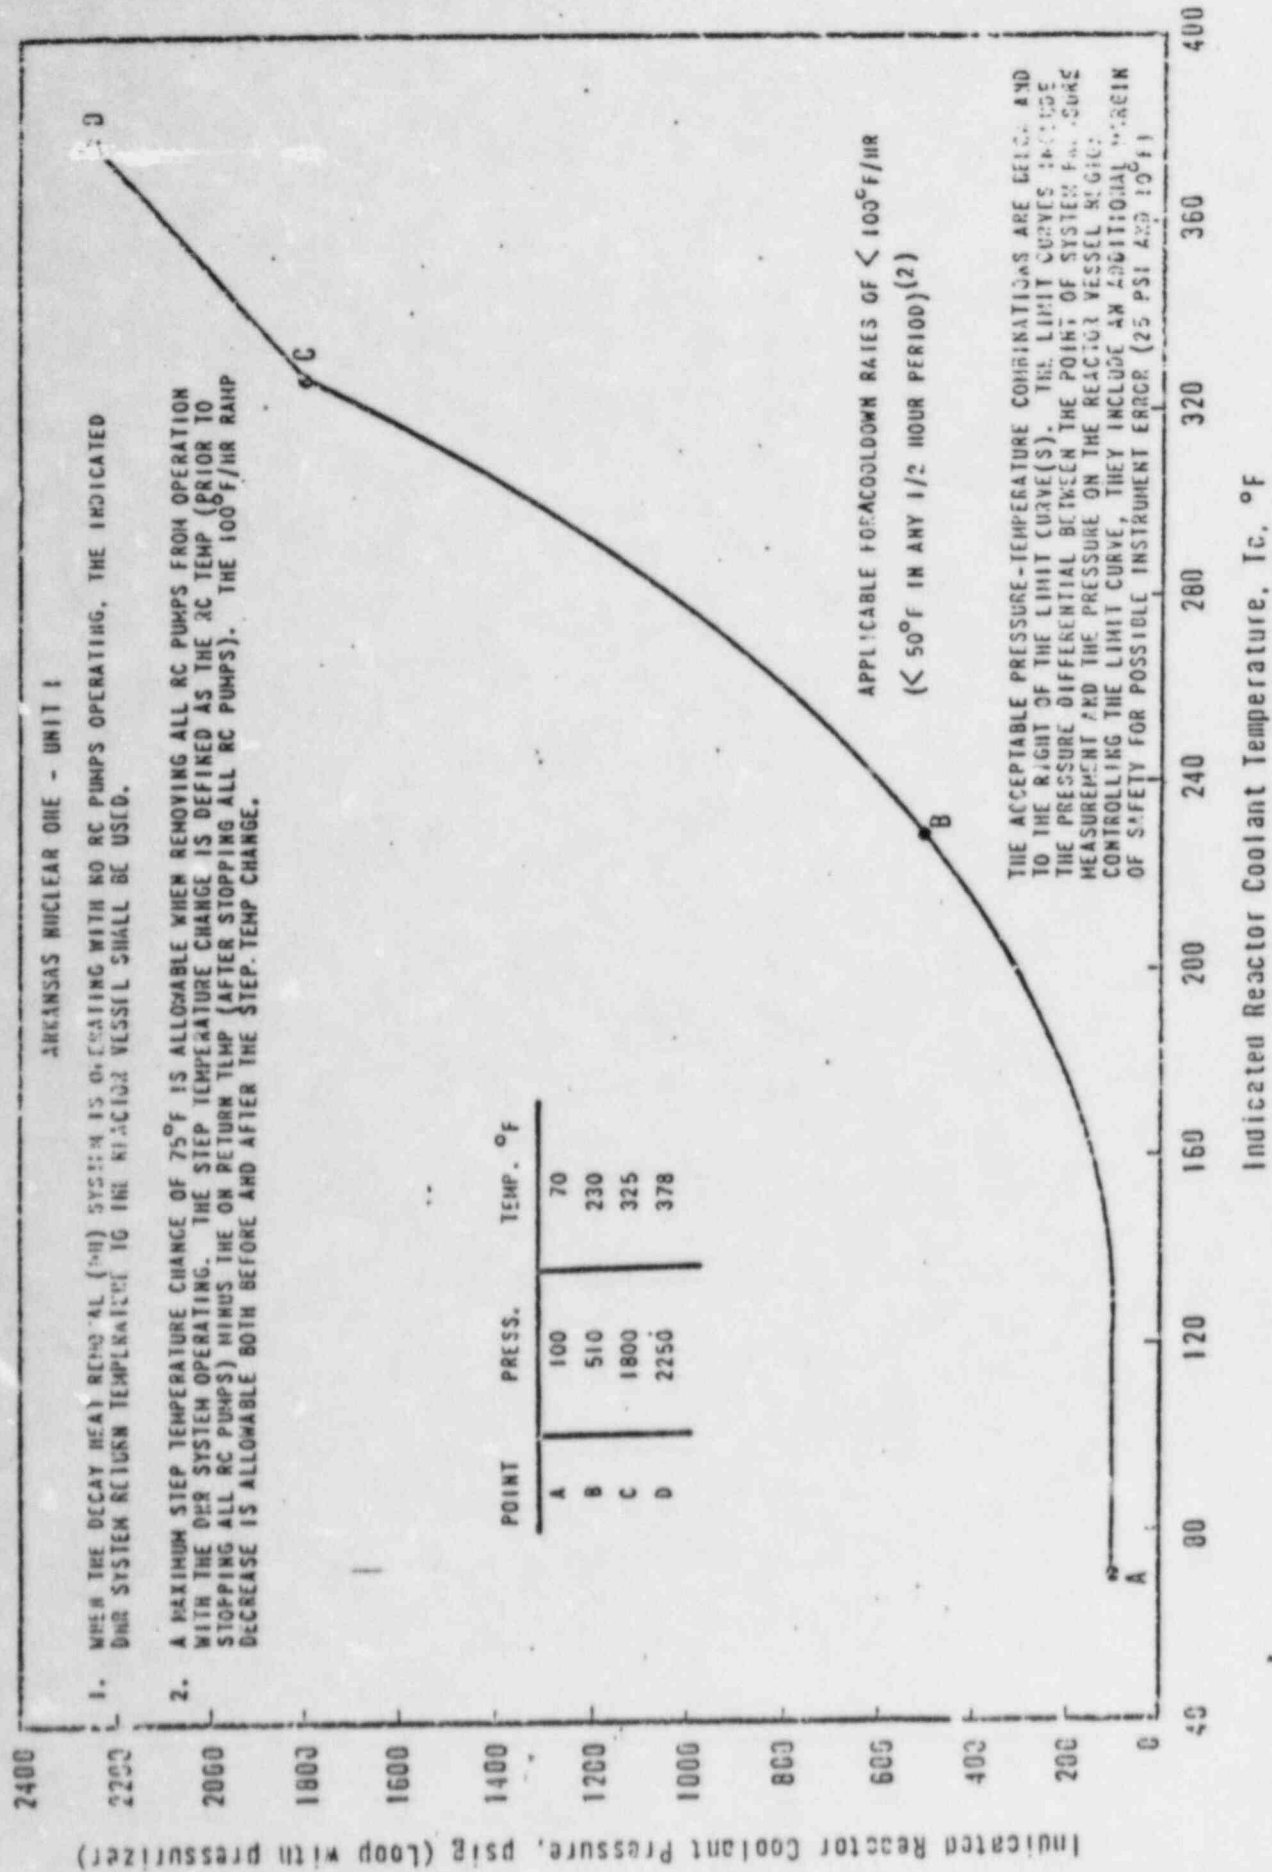 ARKANSAS NUCLEAR ONE - UNIT 1
1. WHEN THE DECAY HEAT REMOVAL SYSTEM IS OPERATING WITH NO RC PUMPS OPERATING, THE INDICATED
DHR SYSTEM RETURN TEMPERATURE TO THE REACTOR VESSEL SHALL BE USED.
2. A MAXIMUM STEP TEMPERATURE CHANGE OF 75°F IS ALLOWABLE WHEN REMOVING ALL RC PUMPS FROM OPERATION
WITH THE DHR SYSTEM OPERATING. THE STEP TEMPERATURE CHANGE IS DEFINED AS THE RC TEMP (PRIOR TO
STOPPING ALL RC PUMPS) MINUS THE DH RETURN TEMP (AFTER STOPPING ALL RC PUMPS). THE 100°F/HR RAMP
DECREASE IS ALLOWABLE BOTH BEFORE AND AFTER THE STEP TEMP CHANGE.
POINT PRESS. TEMP. °F
A 100 70
B 510 230
C 1800 325
D 2250 378
A
B
C
D
APPLICABLE FORACOOLDOWN RATES OF < 100°F/HR
(< 50°F IN ANY 1/2 HOUR PERIOD)(2)
THE ACCEPTABLE PRESSURE-TEMPERATURE COMBINATIONS ARE BELOW AND
TO THE RIGHT OF THE LIMIT CURVE(S). THE LIMIT CURVES INCLUDE
THE PRESSURE DIFFERENTIAL BETWEEN THE POINT OF SYSTEM PRESSURE
MEASUREMENT AND THE PRESSURE ON THE REACTOR VESSEL REGION
CONTROLLING THE LIMIT CURVE, THEY INCLUDE AN ADDITIONAL MARGIN
OF SAFETY FOR POSSIBLE INSTRUMENT ERROR (25 PSI AND 10°F)
2400
2200
2000
1800
1600
1400
1200
1000
800
600
400
200
0
Indicated Reactor Coolant Pressure, psig (Loop with pressurizer)
40 80 120 160 200 240 280 320 360 400
Indicated Reactor Coolant Temperature, Tc, °F